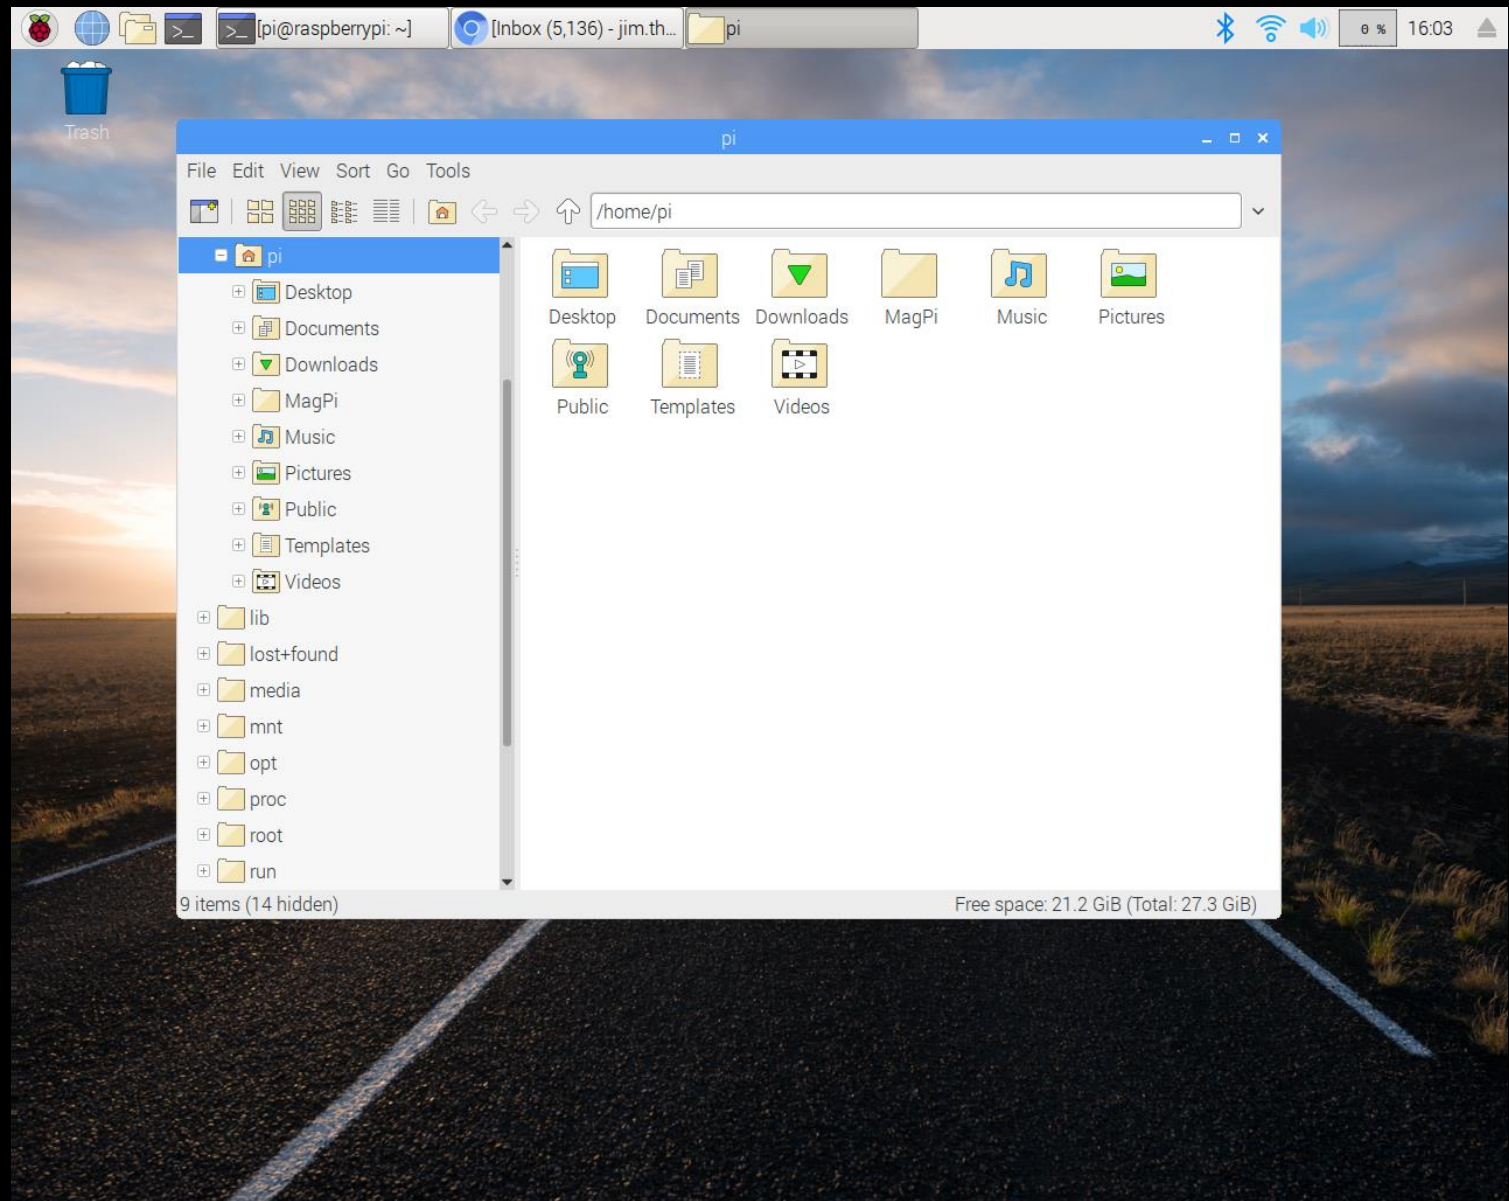 [pi@raspberrypi: ~] [Inbox (5,136) - jim.th... pi 0 % 16:03
Trash
pi
File Edit View Sort Go Tools
/home/pi
pi
Desktop
Documents
Downloads
MagPi
Music
Pictures
Public
Templates
Videos
lib
lost+found
media
mnt
opt
proc
root
run
Desktop Documents Downloads MagPi Music Pictures
Public Templates Videos
9 items (14 hidden) Free space: 21.2 GiB (Total: 27.3 GiB)